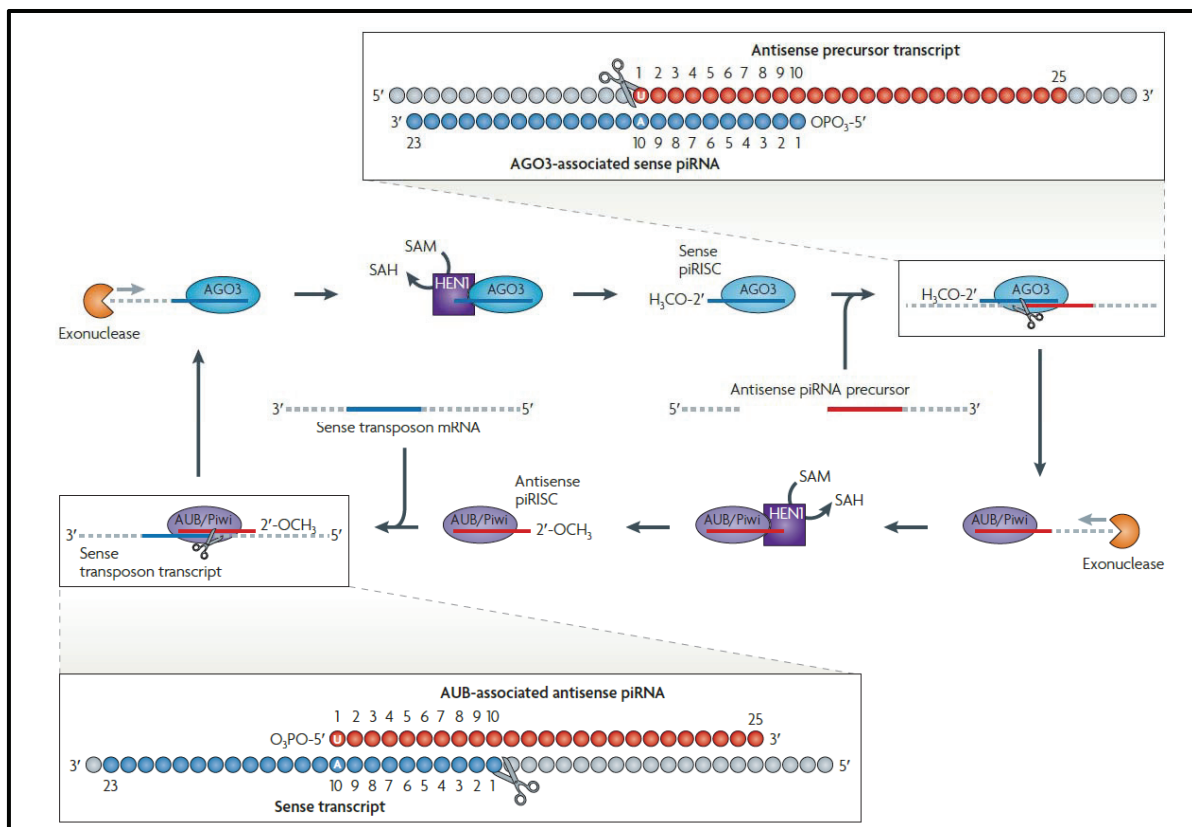 Antisense precursor transcript
1 2 3 4 5 6 7 8 9 10 25
5′ U 3′
3′ A OPO₃-5′
23 10 9 8 7 6 5 4 3 2 1
AGO3-associated sense piRNA
Exonuclease
AGO3
SAM
SAH
HEN1
AGO3
Sense
piRISC
H₃CO-2′
AGO3
H₃CO-2′
AGO3
3′ 5′
Sense transposon mRNA
Antisense piRNA precursor
5′ 3′
AUB/Piwi
2′-OCH₃
3′ 5′
Sense
transposon transcript
Antisense
piRISC
AUB/Piwi
2′-OCH₃
SAM
SAH
AUB/Piwi
HEN1
AUB/Piwi
Exonuclease
AUB-associated antisense piRNA
1 2 3 4 5 6 7 8 9 10 25
O₃PO-5′ U 3′
3′ A 5′
23 10 9 8 7 6 5 4 3 2 1
Sense transcript